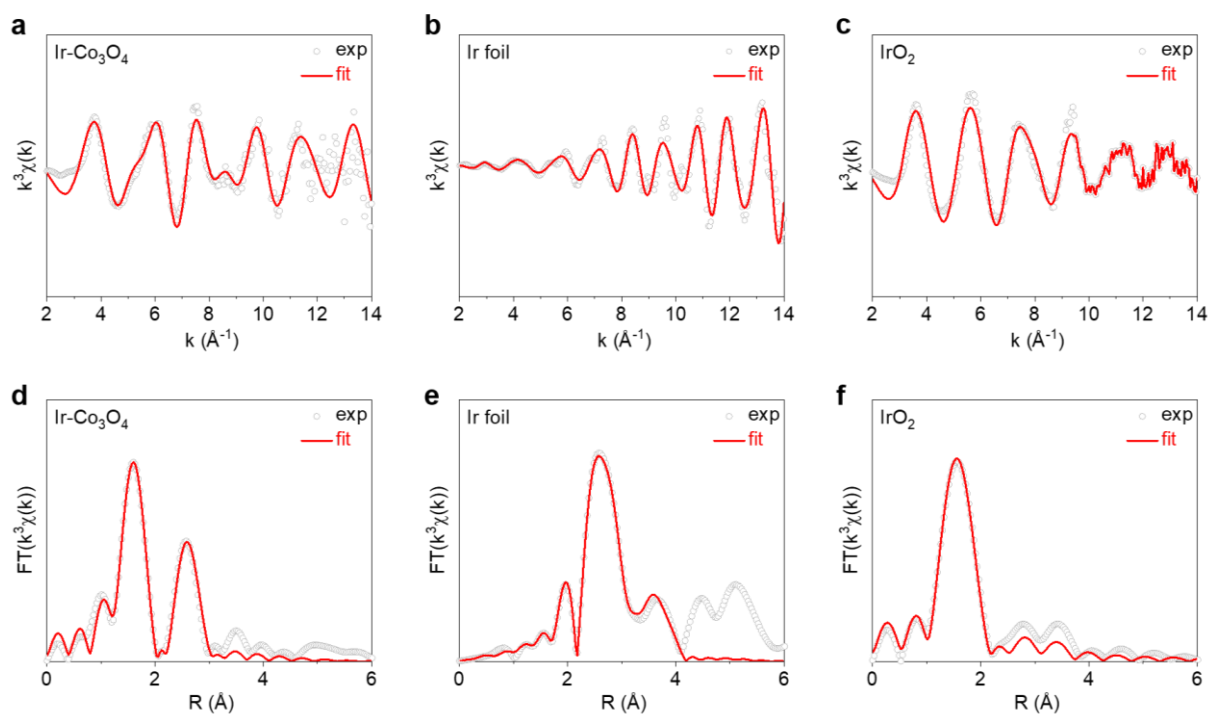 a
Ir-Co₃O₄
exp
fit
k³χ(k)
2 4 6 8 10 12 14
k (Å⁻¹)
b
Ir foil
exp
fit
k³χ(k)
2 4 6 8 10 12 14
k (Å⁻¹)
c
IrO₂
exp
fit
k³χ(k)
2 4 6 8 10 12 14
k (Å⁻¹)
d
Ir-Co₃O₄
exp
fit
FT(k³χ(k))
0 2 4 6
R (Å)
e
Ir foil
exp
fit
FT(k³χ(k))
0 2 4 6
R (Å)
f
IrO₂
exp
fit
FT(k³χ(k))
0 2 4 6
R (Å)